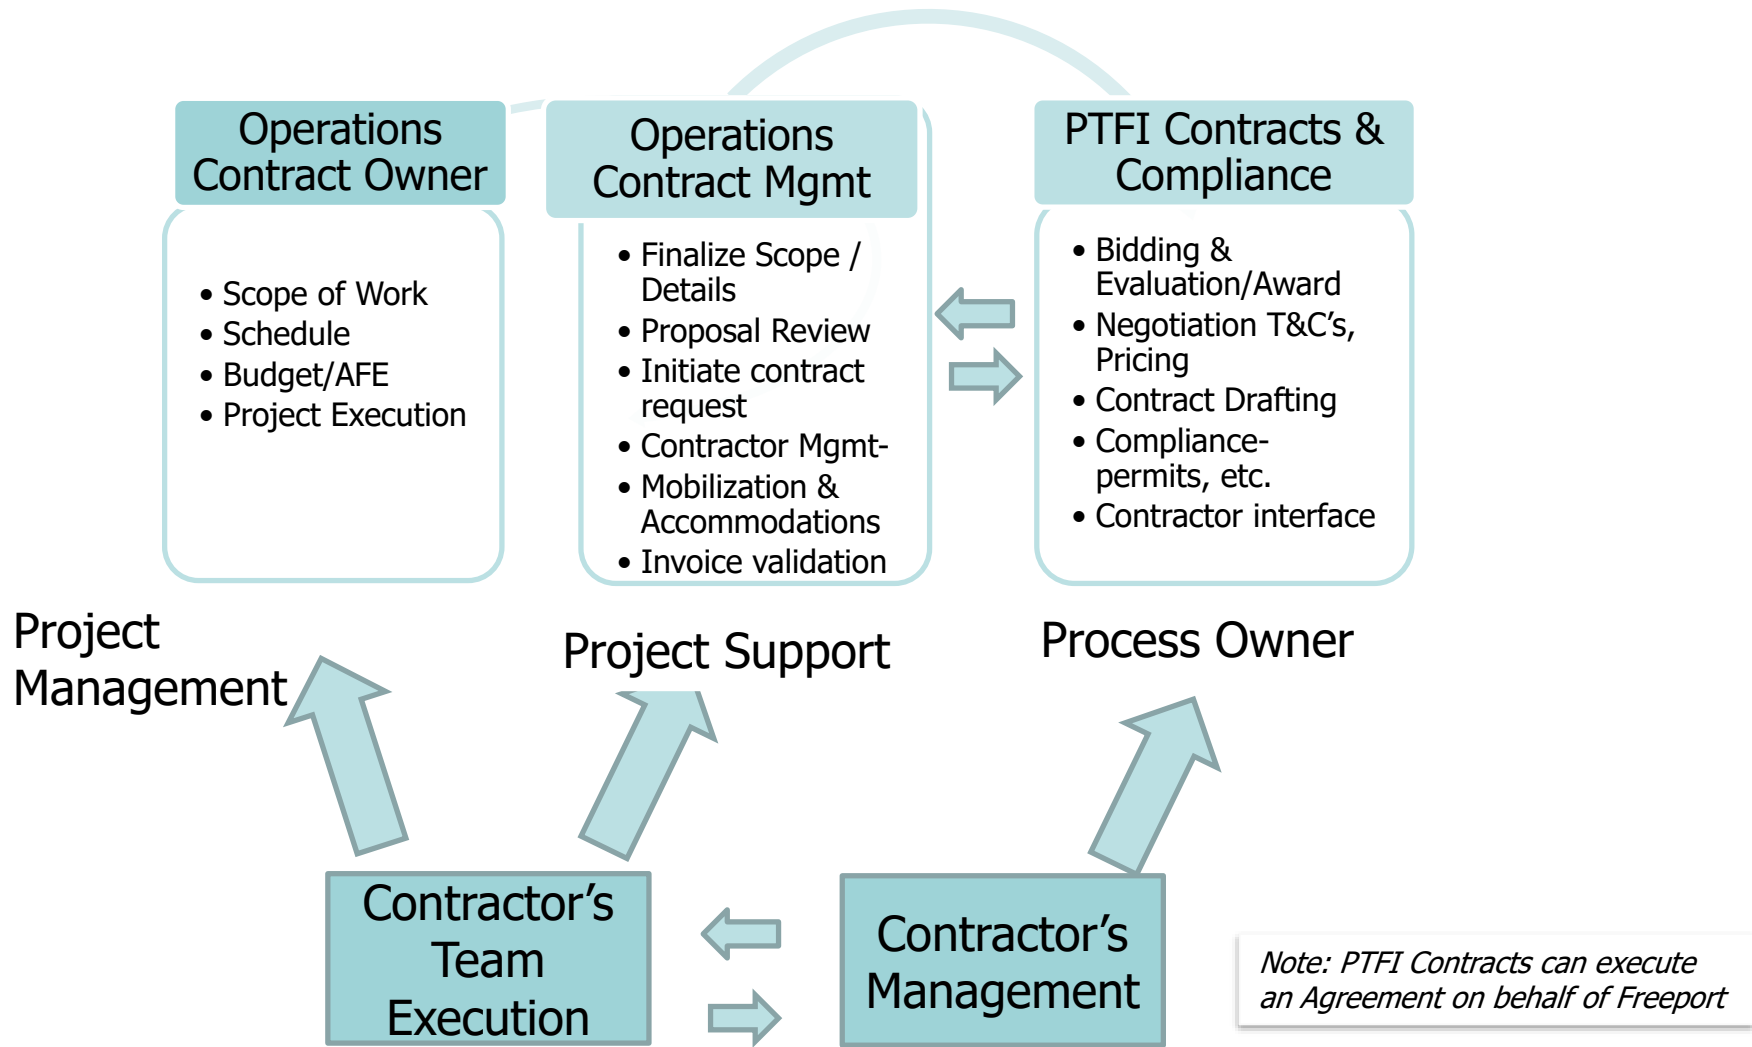 Operations
Contract Owner
• Scope of Work
• Schedule
• Budget/AFE
• Project Execution
Operations
Contract Mgmt
• Finalize Scope /
Details
• Proposal Review
• Initiate contract
request
• Contractor Mgmt-
• Mobilization &
Accommodations
• Invoice validation
PTFI Contracts &
Compliance
• Bidding &
Evaluation/Award
• Negotiation T&C’s,
Pricing
• Contract Drafting
• Compliance-
permits, etc.
• Contractor interface
Project
Management
Project Support
Process Owner
Contractor’s
Team
Execution
Contractor’s
Management
Note: PTFI Contracts can execute
an Agreement on behalf of Freeport